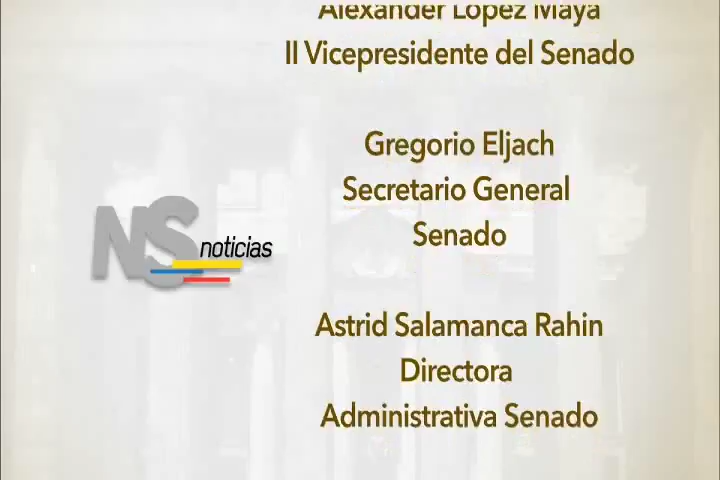 Alexander López Maya
II Vicepresidente del Senado
Gregorio Eljach
Secretario General
Senado
NS noticias
Astrid Salamanca Rahin
Directora
Administrativa Senado